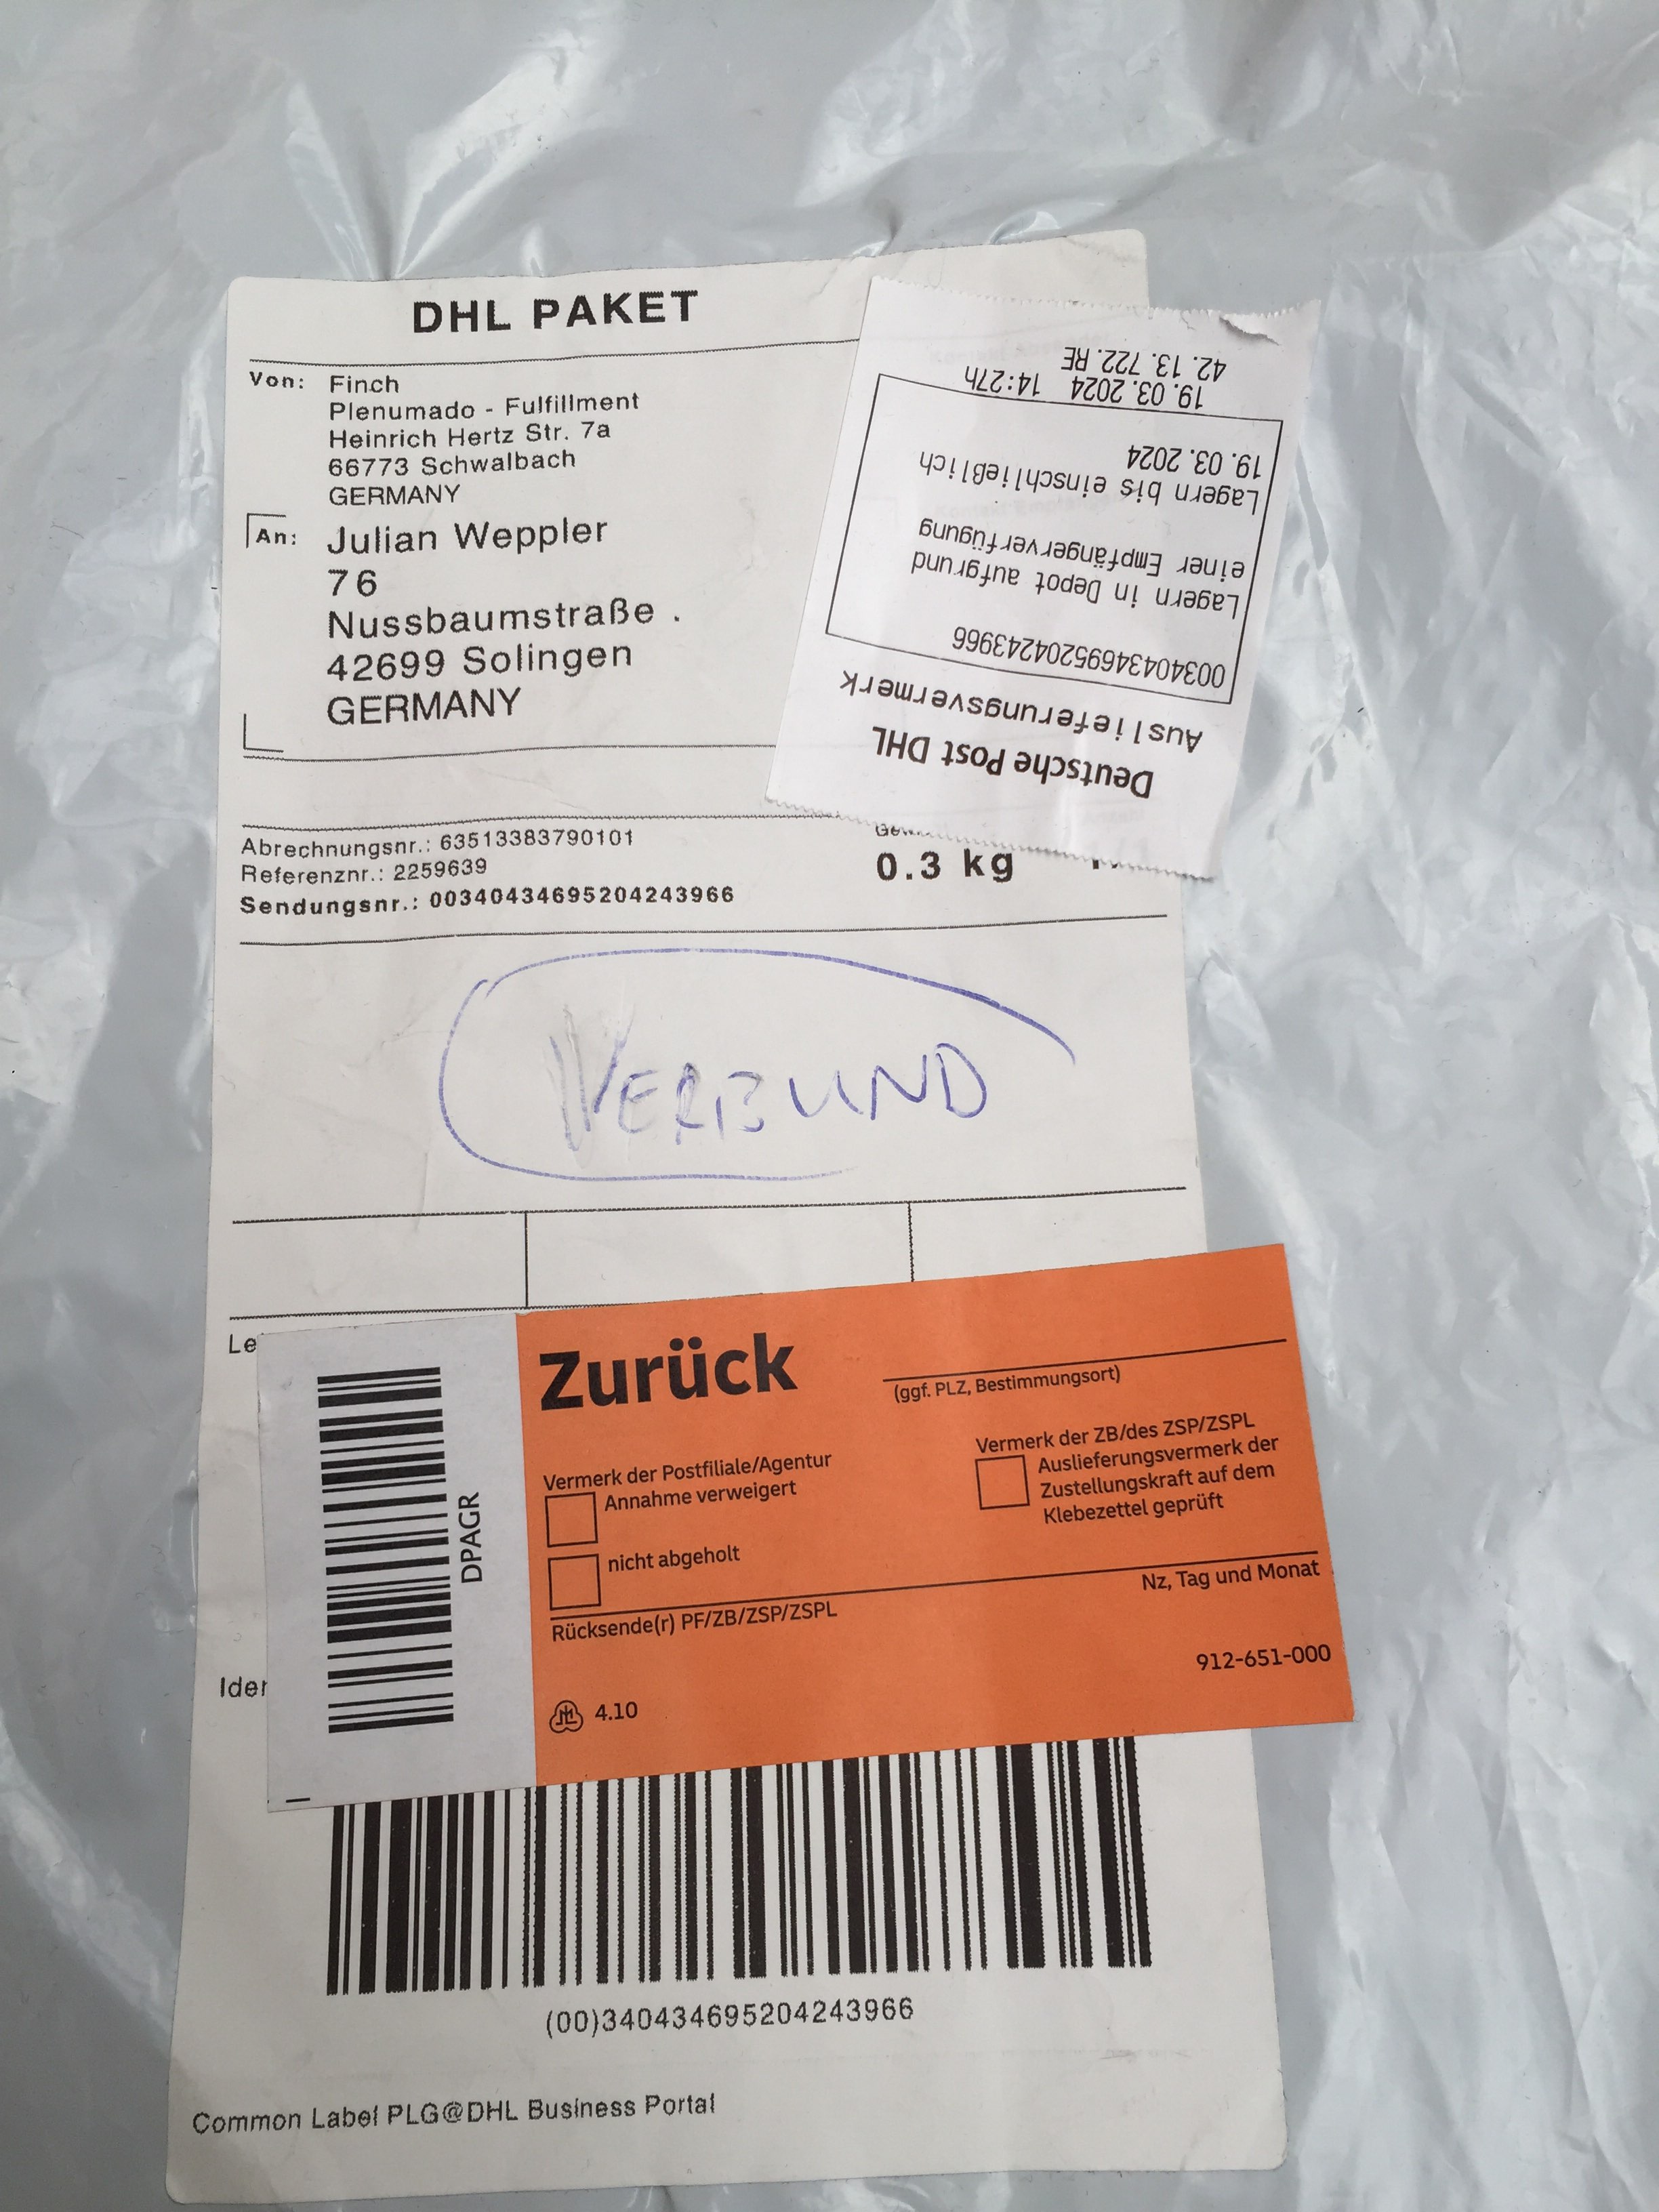 DHL PAKET
Von: Finch
Plenumado - Fulfillment
Heinrich Hertz Str. 7a
66773 Schwalbach
GERMANY
An: Julian Weppler
76
Nussbaumstraße .
42699 Solingen
GERMANY
Deutsche Post DHL
Auslieferungsvermerk
00340434695204243966
Lagern in Depot aufgrund
einer Empfängerverfügung
Lagern bis einschließlich
19.03.2024
19.03.2024 14:27h
42.13.722.RE
Abrechnungsnr.: 63513383790101
Referenznr.: 2259639
Sendungsnr.: 00340434695204243966
0.3 kg
VERBUND
Le
Zurück
(ggf. PLZ, Bestimmungsort)
Vermerk der Postfiliale/Agentur
Annahme verweigert
nicht abgeholt
Vermerk der ZB/des ZSP/ZSPL
Auslieferungsvermerk der
Zustellungskraft auf dem
Klebezettel geprüft
Rücksende(r) PF/ZB/ZSP/ZSPL
Nz, Tag und Monat
912-651-000
4.10
DPAGR
Iden
(00)340434695204243966
Common Label PLG@DHL Business Portal